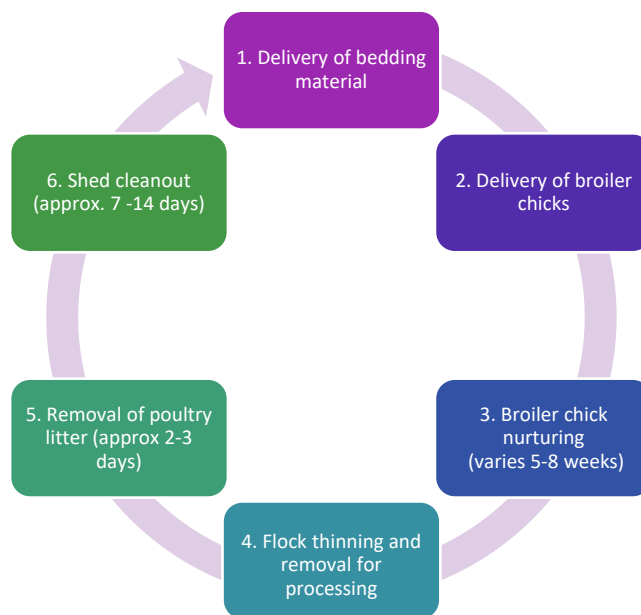 1. Delivery of bedding
material
2. Delivery of broiler
chicks
3. Broiler chick
nurturing
(varies 5-8 weeks)
4. Flock thinning and
removal for
processing
5. Removal of poultry
litter (approx 2-3
days)
6. Shed cleanout
(approx. 7 -14 days)